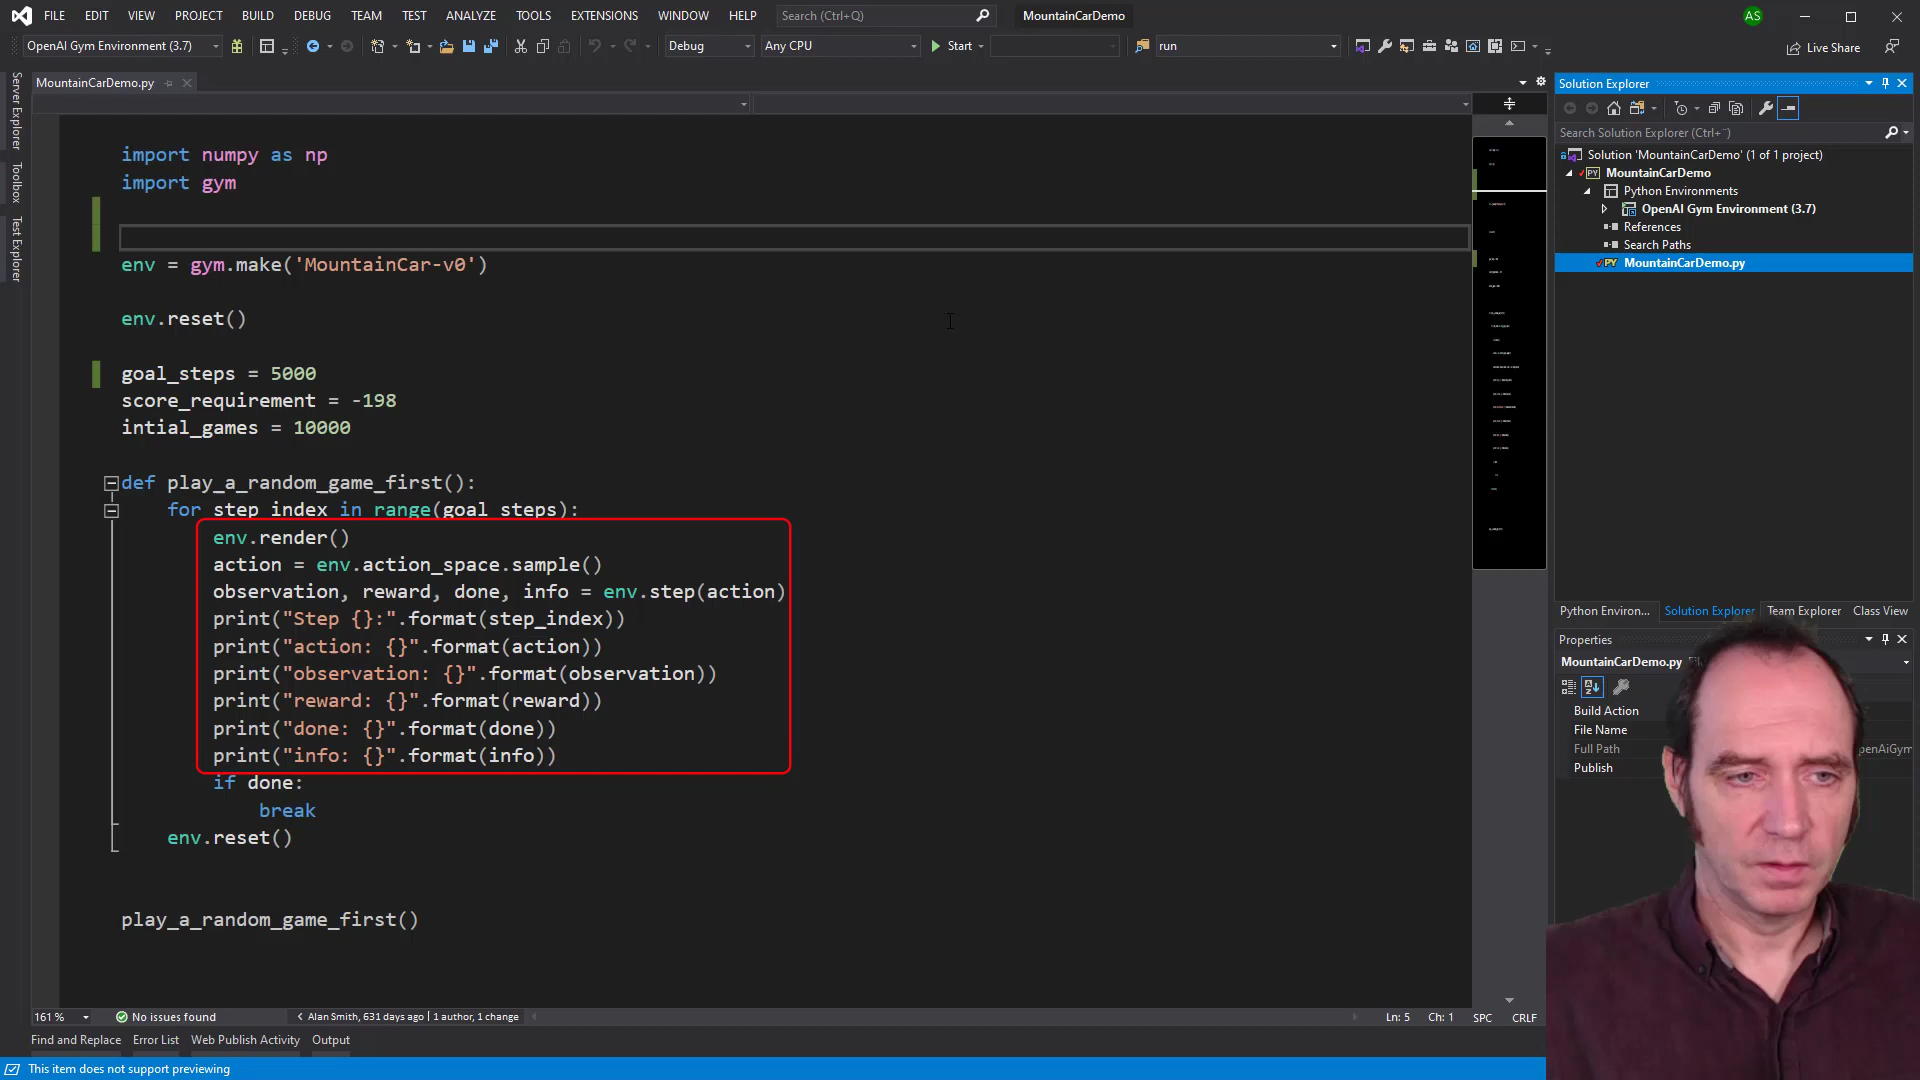 FILE EDIT VIEW PROJECT BUILD DEBUG TEAM TEST ANALYZE TOOLS EXTENSIONS WINDOW HELP Search (Ctrl+Q) MountainCarDemo AS
OpenAI Gym Environment (3.7) Debug Any CPU Start run Live Share
Server Explorer
Toolbox
Test Explorer
MountainCarDemo.py
import numpy as np
import gym
env = gym.make('MountainCar-v0')
env.reset()
goal_steps = 5000
score_requirement = -198
intial_games = 10000
def play_a_random_game_first():
for step_index in range(goal_steps):
env.render()
action = env.action_space.sample()
observation, reward, done, info = env.step(action)
print("Step {}:".format(step_index))
print("action: {}".format(action))
print("observation: {}".format(observation))
print("reward: {}".format(reward))
print("done: {}".format(done))
print("info: {}".format(info))
if done:
break
env.reset()
play_a_random_game_first()
161 % No issues found Alan Smith, 631 days ago | 1 author, 1 change Ln: 5 Ch: 1 SPC CRLF
Find and Replace Error List Web Publish Activity Output
This item does not support previewing
Solution Explorer
Search Solution Explorer (Ctrl+¨)
Solution 'MountainCarDemo' (1 of 1 project)
MountainCarDemo
Python Environments
OpenAI Gym Environment (3.7)
References
Search Paths
MountainCarDemo.py
Python Environ... Solution Explorer Team Explorer Class View
Properties
MountainCarDemo.py
Build Action
File Name
Full Path penAiGym
Publish